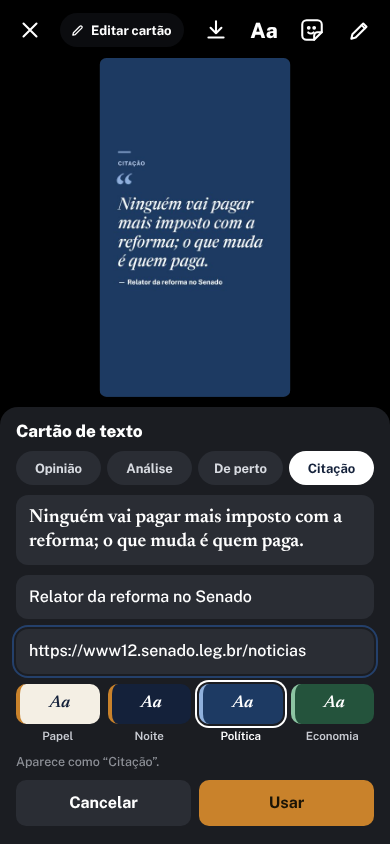 Editar cartão
Aa
CITAÇÃO
“
Ninguém vai pagar
mais imposto com a
reforma; o que muda
é quem paga.
— Relator da reforma no Senado
Cartão de texto
Opinião
Análise
De perto
Citação
Ninguém vai pagar mais imposto com a
reforma; o que muda é quem paga.
Relator da reforma no Senado
https://www12.senado.leg.br/noticias
Aa
Aa
Aa
Aa
Papel
Noite
Política
Economia
Aparece como “Citação”.
Cancelar
Usar